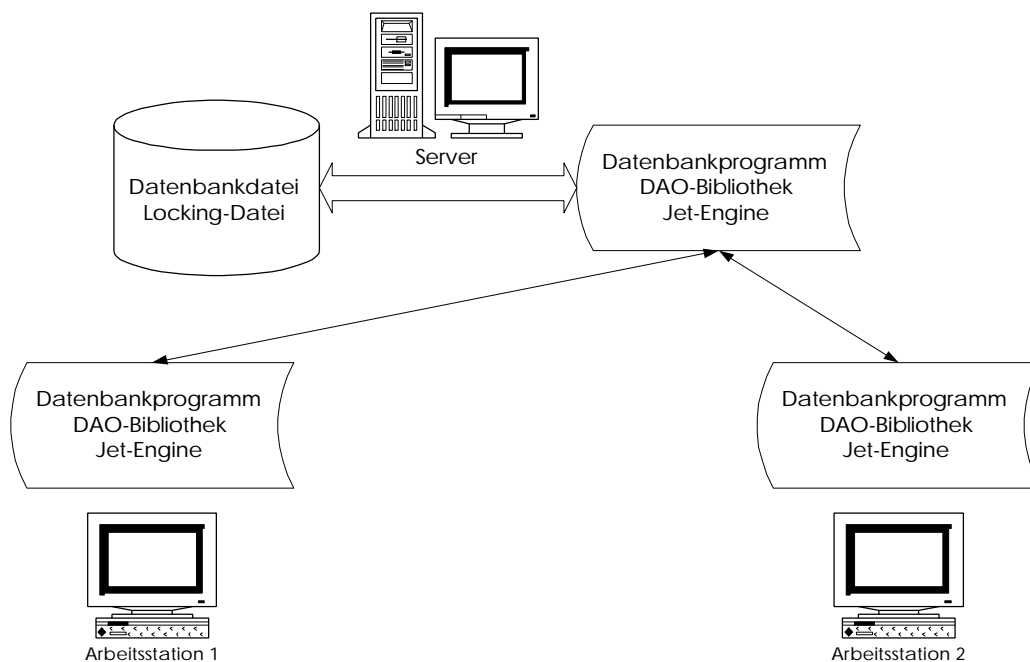 Server
Datenbankdatei
Locking-Datei
Datenbankprogramm
DAO-Bibliothek
Jet-Engine
Datenbankprogramm
DAO-Bibliothek
Jet-Engine
Datenbankprogramm
DAO-Bibliothek
Jet-Engine
Arbeitsstation 1
Arbeitsstation 2